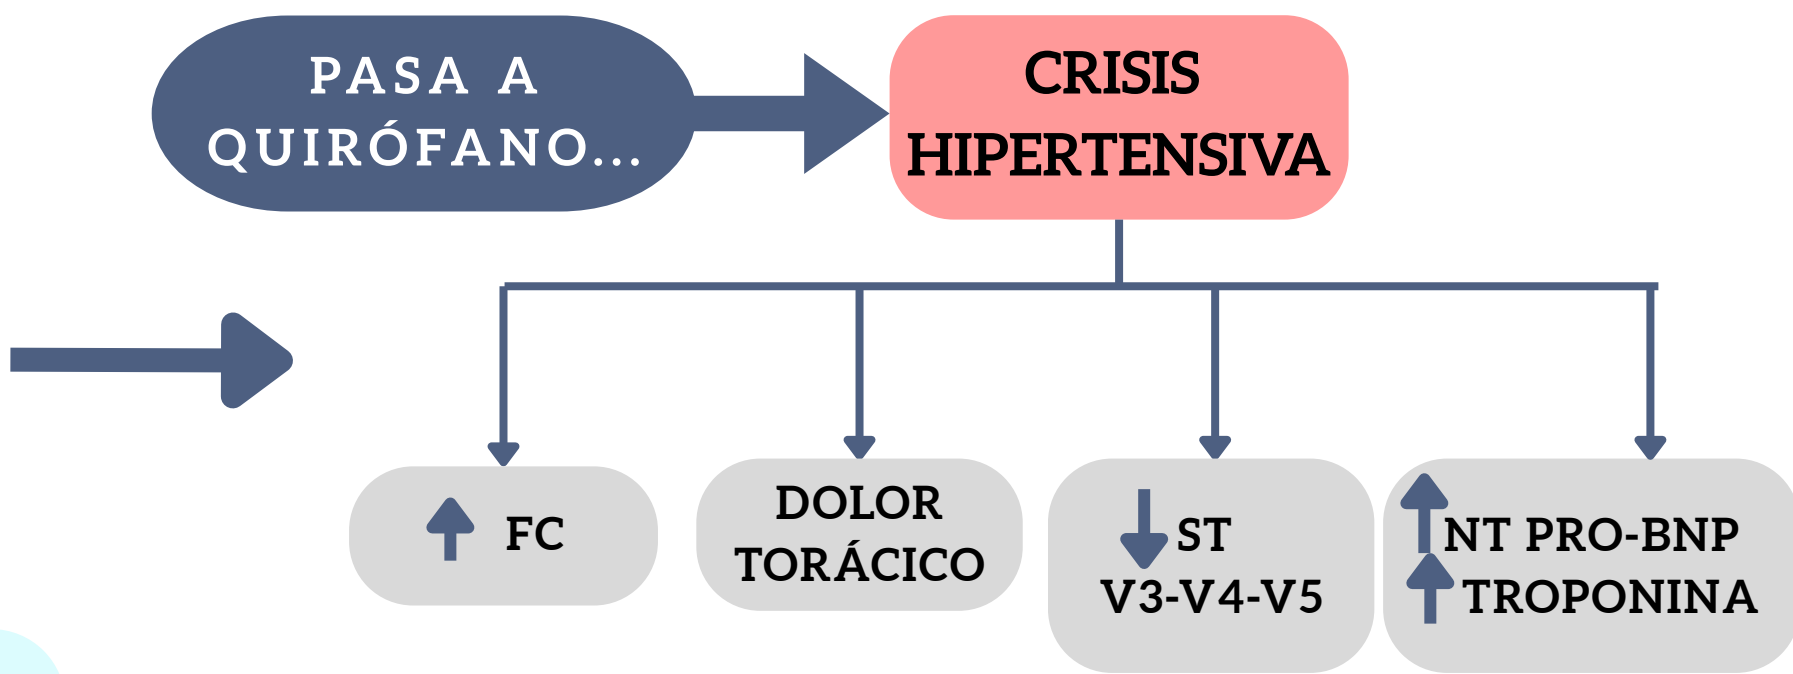 PASA A
QUIRÓFANO...
CRISIS
HIPERTENSIVA
FC
DOLOR
TORÁCICO
ST
V3-V4-V5
NT PRO-BNP
TROPONINA